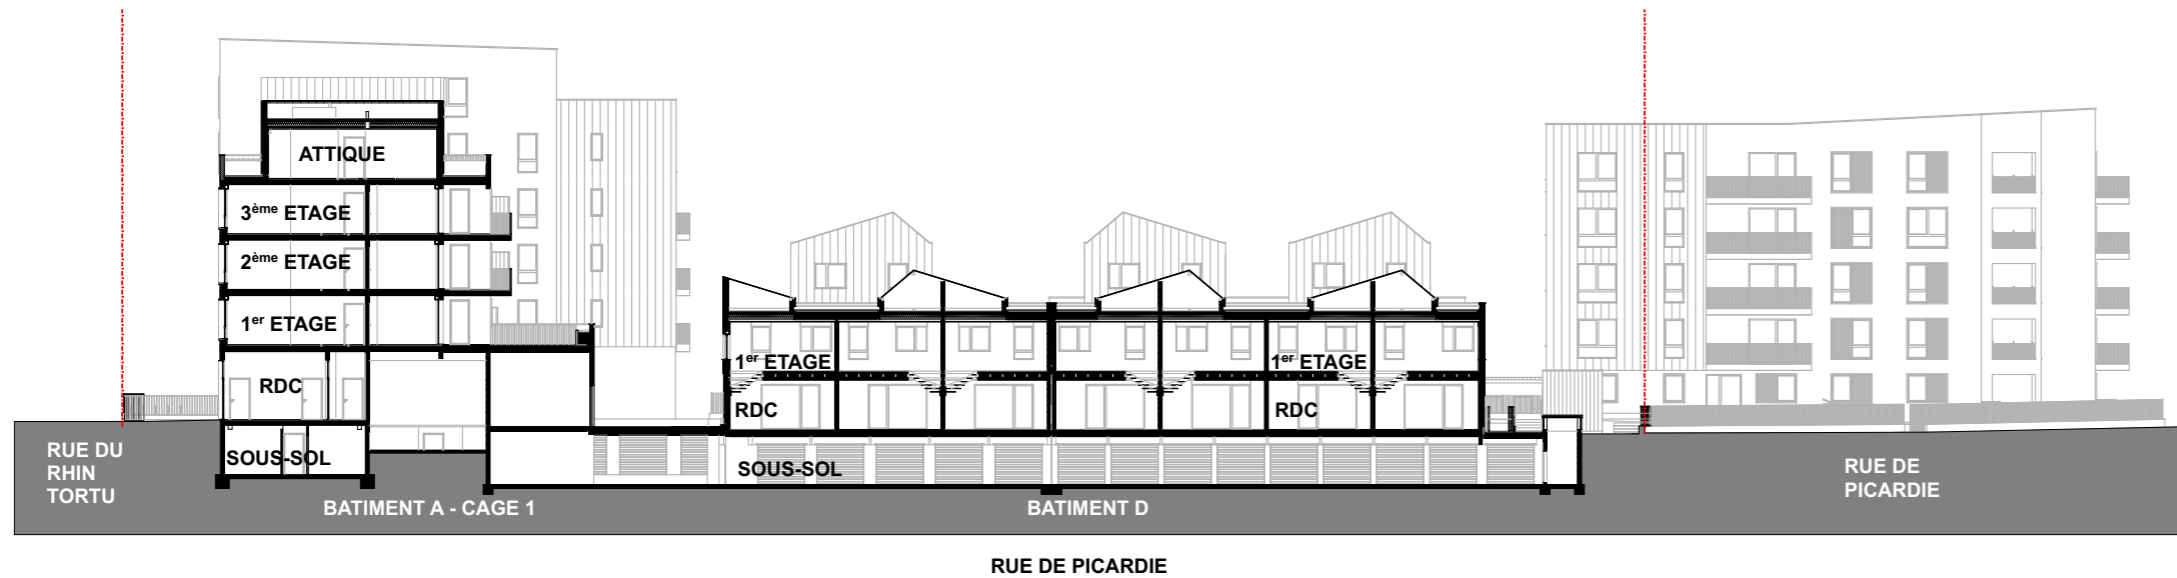 ATTIQUE
3ème ETAGE
2ème ETAGE
1er ETAGE
RDC
SOUS-SOL
1er ETAGE
1er ETAGE
RDC
RDC
SOUS-SOL
RUE DU
RHIN
TORTU
BATIMENT A - CAGE 1
BATIMENT D
RUE DE
PICARDIE
RUE DE PICARDIE